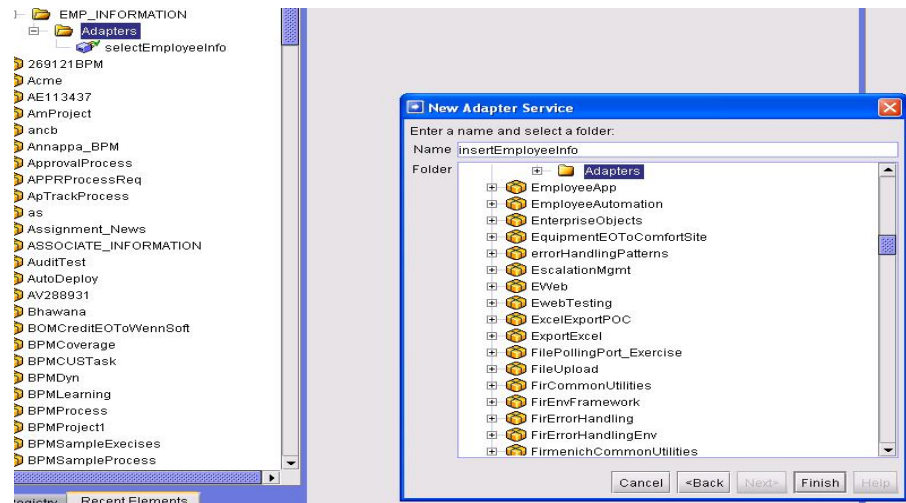 EMP_INFORMATION
Adapters
selectEmployeeInfo
269121BPM
Acme
AE113437
AmProject
ancb
Annappa_BPM
ApprovalProcess
APPRProcessReq
ApTrackProcess
as
Assignment_News
ASSOCIATE_INFORMATION
AuditTest
AutoDeploy
AV288931
Bhawana
BOMCreditEOToWennSoft
BPMCoverage
BPMCUSTask
BPMDyn
BPMLearning
BPMProcess
BPMProject1
BPMSampleExecises
BPMSampleProcess
Recent Elements
New Adapter Service
Enter a name and select a folder:
Name insertEmployeeInfo
Folder
Adapters
EmployeeApp
EmployeeAutomation
EnterpriseObjects
EquipmentEOToComfortSite
errorHandlingPatterns
EscalationMgmt
EWeb
EwebTesting
ExcelExportPOC
ExportExcel
FilePollingPort_Exercise
FileUpload
FirCommonUtilities
FirEnvFramework
FirErrorHandling
FirErrorHandlingEnv
FirmenichCommonUtilities
Cancel <Back Next> Finish Help